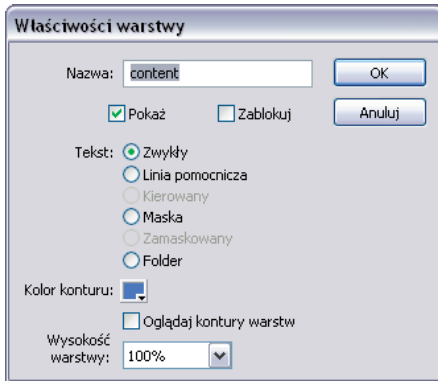 Właściwości warstwy
Nazwa: content OK
Pokaż Zablokuj Anuluj
Tekst: Zwykły
Linia pomocnicza
Kierowany
Maska
Zamaskowany
Folder
Kolor konturu:
Oglądaj kontury warstw
Wysokość
warstwy: 100%